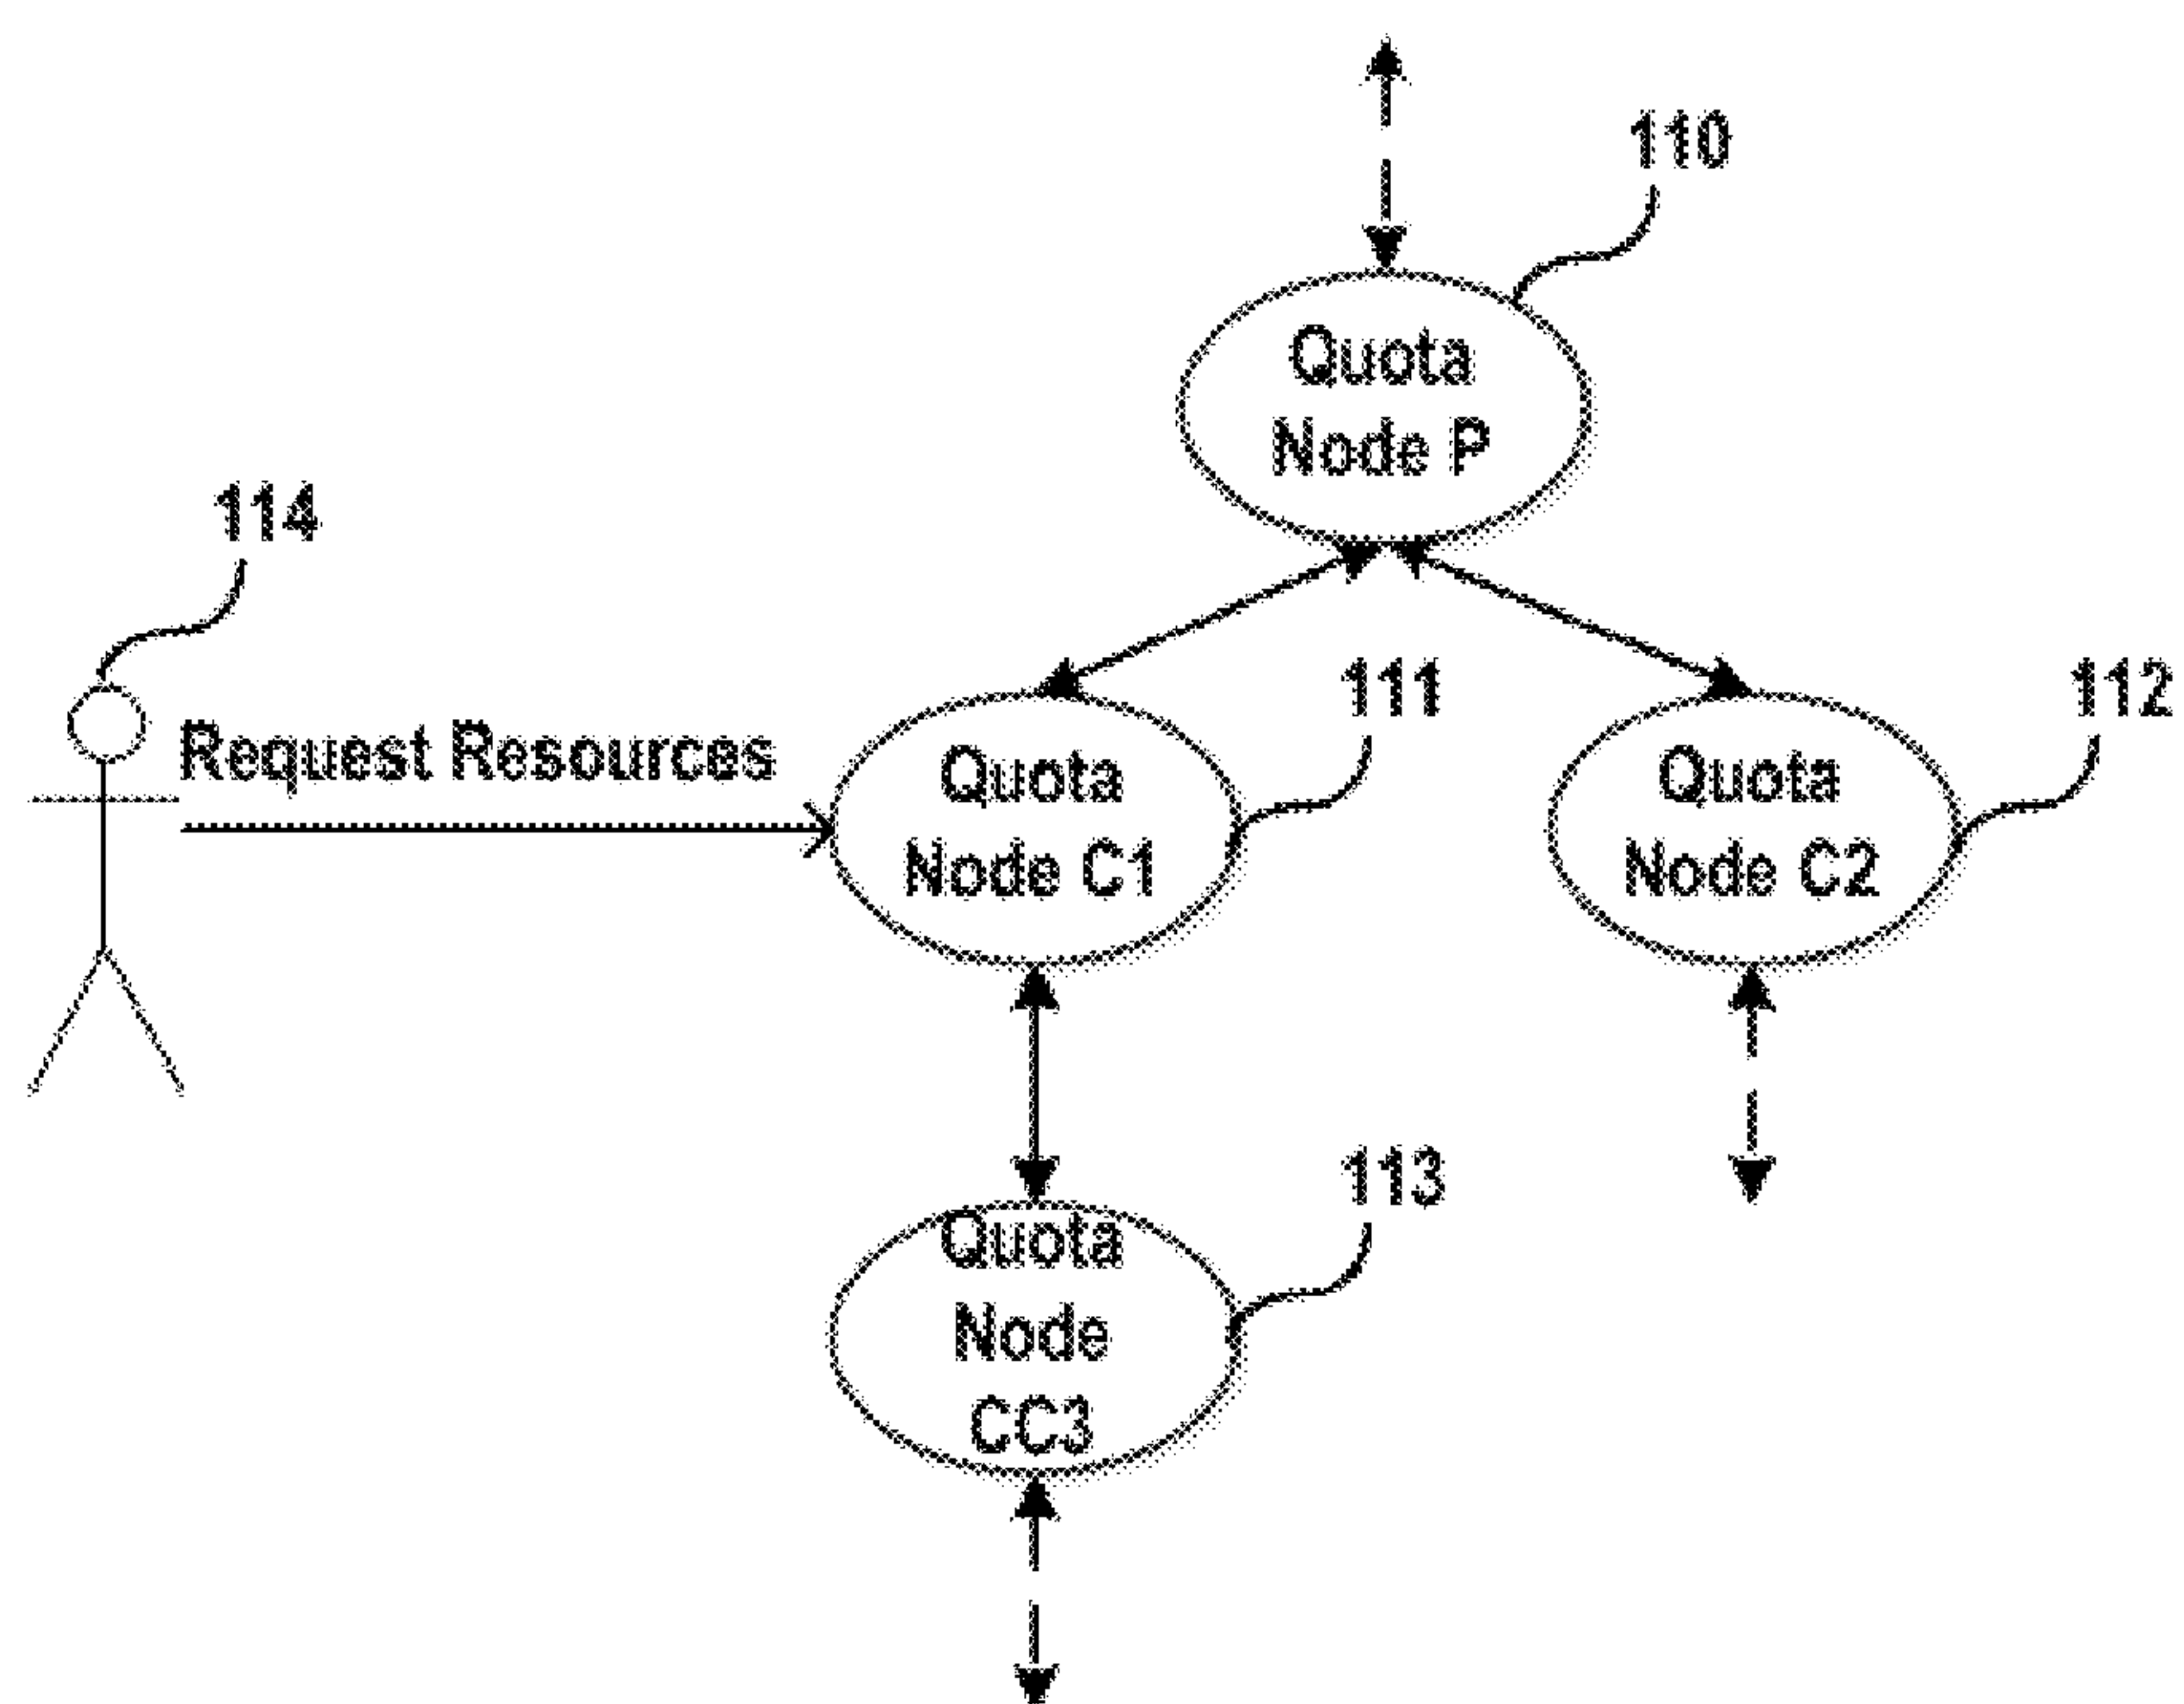 110
Quota
Node P
114
111
112
Request Resources
Quota
Node C1
Quota
Node C2
113
Quota
Node
CC3